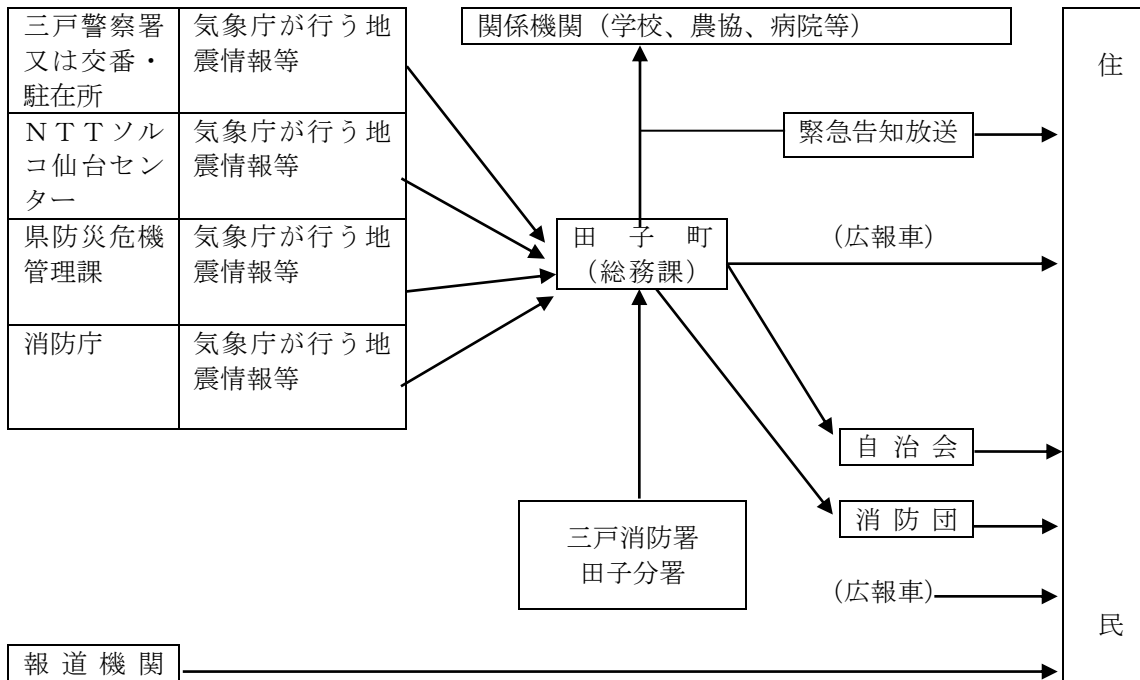 三戸警察署
又は交番・
駐在所
気象庁が行う地
震情報等
ＮＴＴソル
コ仙台セン
ター
気象庁が行う地
震情報等
県防災危機
管理課
気象庁が行う地
震情報等
消防庁
気象庁が行う地
震情報等
関係機関（学校、農協、病院等）
緊急告知放送
田　子　町
（総務課）
（広報車）
自 治 会
消 防 団
三戸消防署
田子分署
（広報車）
報 道 機 関
住
民